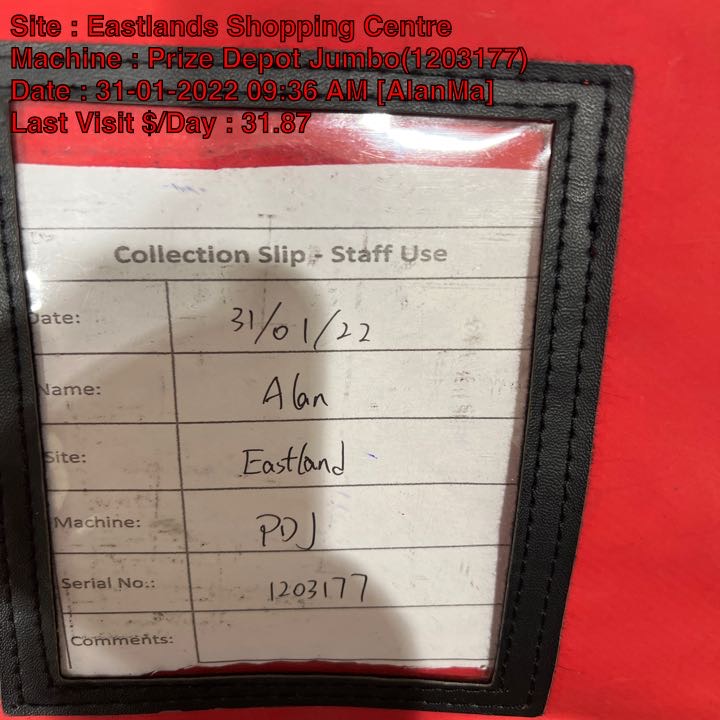 Site : Eastlands Shopping Centre
Machine : Prize Depot Jumbo(1203177)
Date : 31-01-2022 09:36 AM [AlanMa]
Last Visit $/Day : 31.87
Collection Slip - Staff Use
Date: 31/01/22
Name: Alan
Site: Eastland
Machine: PDJ
Serial No.: 1203177
Comments: